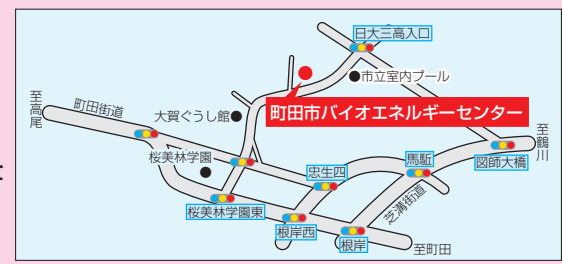 日大三高入口
市立室内プール
町田市バイオエネルギーセンター
至高尾
町田街道
大賀ぐうし館
桜美林学園
至鶴川
図師大橋
馬駈
忠生四
芝溝街道
桜美林学園東
根岸西
根岸
至町田